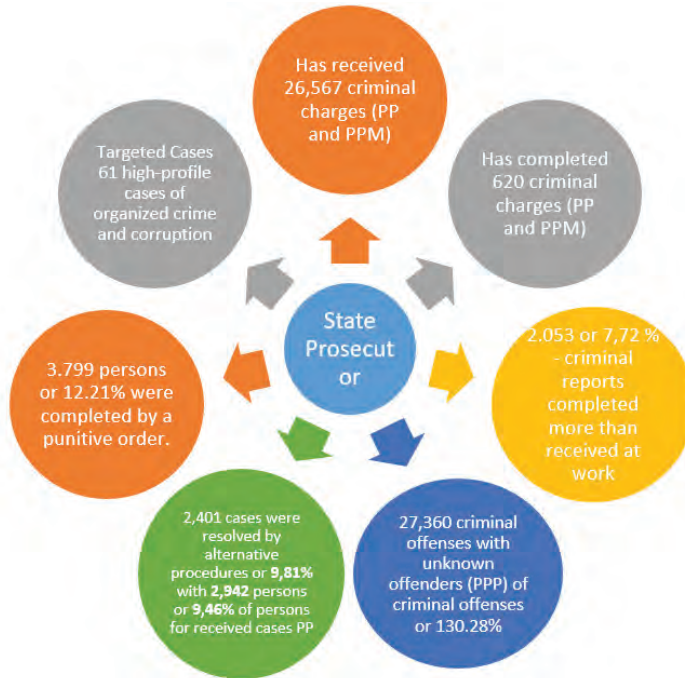 Has received
26,567 criminal
charges (PP
and PPM)
Has completed
620 criminal
charges (PP
and PPM)
2.053 or 7,72 %
- criminal
reports
completed
more than
received at
work
27,360 criminal
offenses with
unknown
offenders (PPP) of
criminal offenses
or 130.28%
2,401 cases were
resolved by
alternative
procedures or 9,81%
with 2,942 persons
or 9,46% of persons
for received cases PP
3.799 persons
or 12.21% were
completed by a
punitive order.
Targeted Cases
61 high-profile
cases of
organized crime
and corruption
State
Prosecut
or